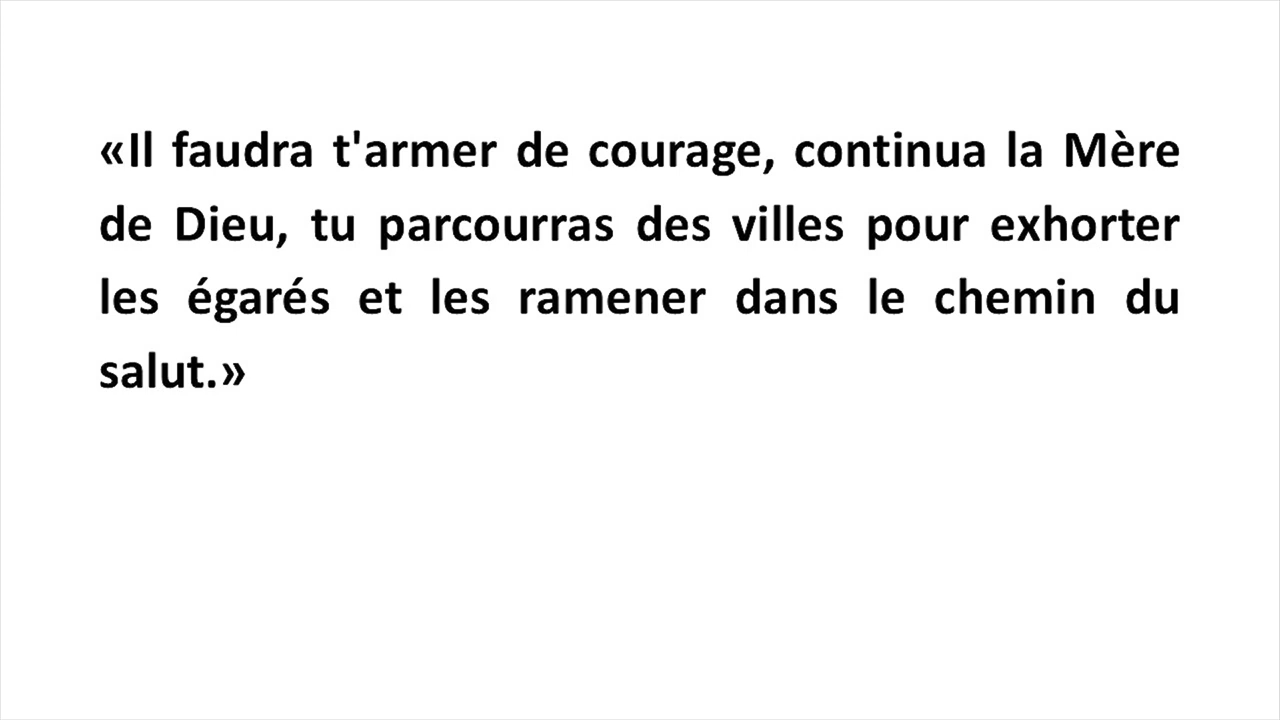 «Il faudra t'armer de courage, continua la Mère
de Dieu, tu parcourras des villes pour exhorter
les égarés et les ramener dans le chemin du
salut.»